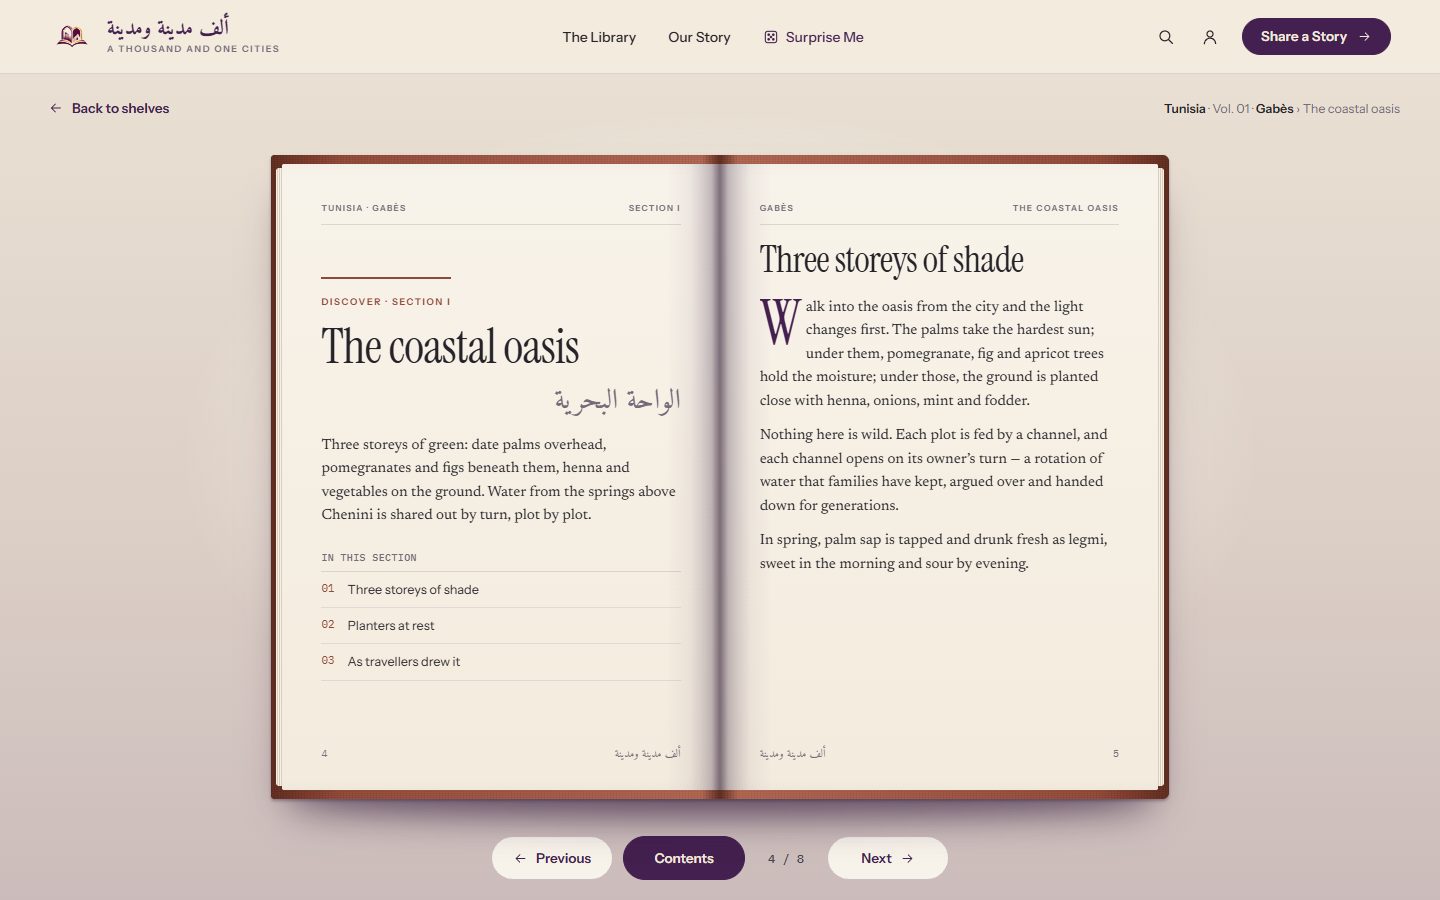 ألف مدينة ومدينة
A THOUSAND AND ONE CITIES
The Library
Our Story
Surprise Me
Share a Story →
← Back to shelves
Tunisia · Vol. 01 · Gabès › The coastal oasis
TUNISIA · GABÈS
SECTION I
DISCOVER · SECTION I
The coastal oasis
الواحة البحرية
Three storeys of green: date palms overhead,
pomegranates and figs beneath them, henna and
vegetables on the ground. Water from the springs above
Chenini is shared out by turn, plot by plot.
IN THIS SECTION
01 Three storeys of shade
02 Planters at rest
03 As travellers drew it
4
ألف مدينة ومدينة
GABÈS
THE COASTAL OASIS
Three storeys of shade
Walk into the oasis from the city and the light
changes first. The palms take the hardest sun;
under them, pomegranate, fig and apricot trees
hold the moisture; under those, the ground is planted
close with henna, onions, mint and fodder.
Nothing here is wild. Each plot is fed by a channel, and
each channel opens on its owner’s turn – a rotation of
water that families have kept, argued over and handed
down for generations.
In spring, palm sap is tapped and drunk fresh as legmi,
sweet in the morning and sour by evening.
ألف مدينة ومدينة
5
← Previous
Contents
4 / 8
Next →